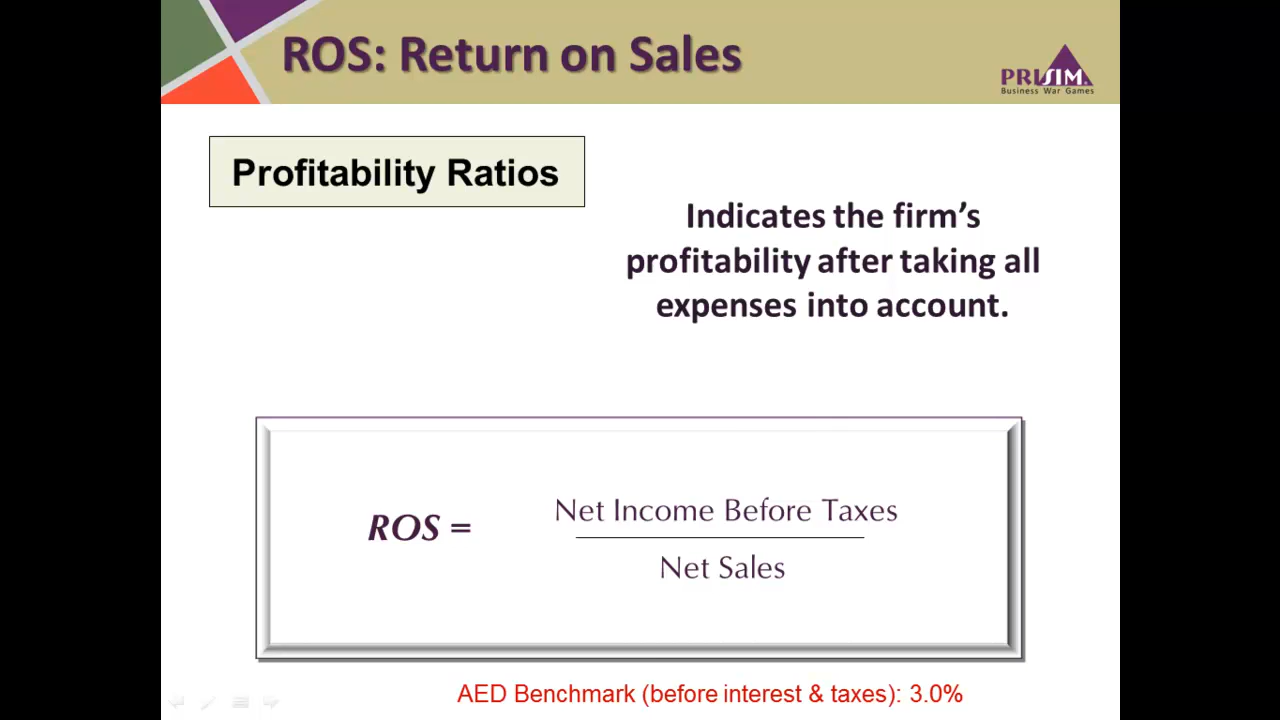 ROS: Return on Sales
PRISIM.
Business War Games
Profitability Ratios
Indicates the firm’s
profitability after taking all
expenses into account.
ROS =
Net Income Before Taxes
Net Sales
AED Benchmark (before interest & taxes): 3.0%